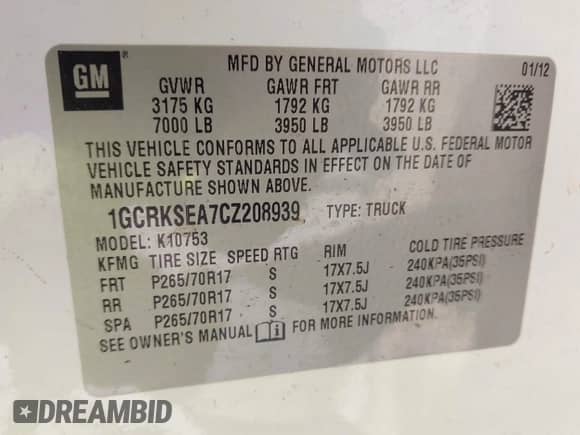 GM
MFD BY GENERAL MOTORS LLC 01/12
GVWR GAWR FRT GAWR RR
3175 KG 1792 KG 1792 KG
7000 LB 3950 LB 3950 LB
THIS VEHICLE CONFORMS TO ALL APPLICABLE U.S. FEDERAL MOTOR
VEHICLE SAFETY STANDARDS IN EFFECT ON THE DATE OF
MANUFACTURE SHOWN ABOVE.
1GCRKSEA7CZ208939 TYPE: TRUCK
MODEL: K10753
KFMG TIRE SIZE SPEED RTG RIM COLD TIRE PRESSURE
FRT P265/70R17 S 17X7.5J 240KPA(35PSI)
RR P265/70R17 S 17X7.5J 240KPA(35PSI)
SPA P265/70R17 S 17X7.5J 240KPA(35PSI)
SEE OWNER'S MANUAL i FOR MORE INFORMATION.
DREAMBID